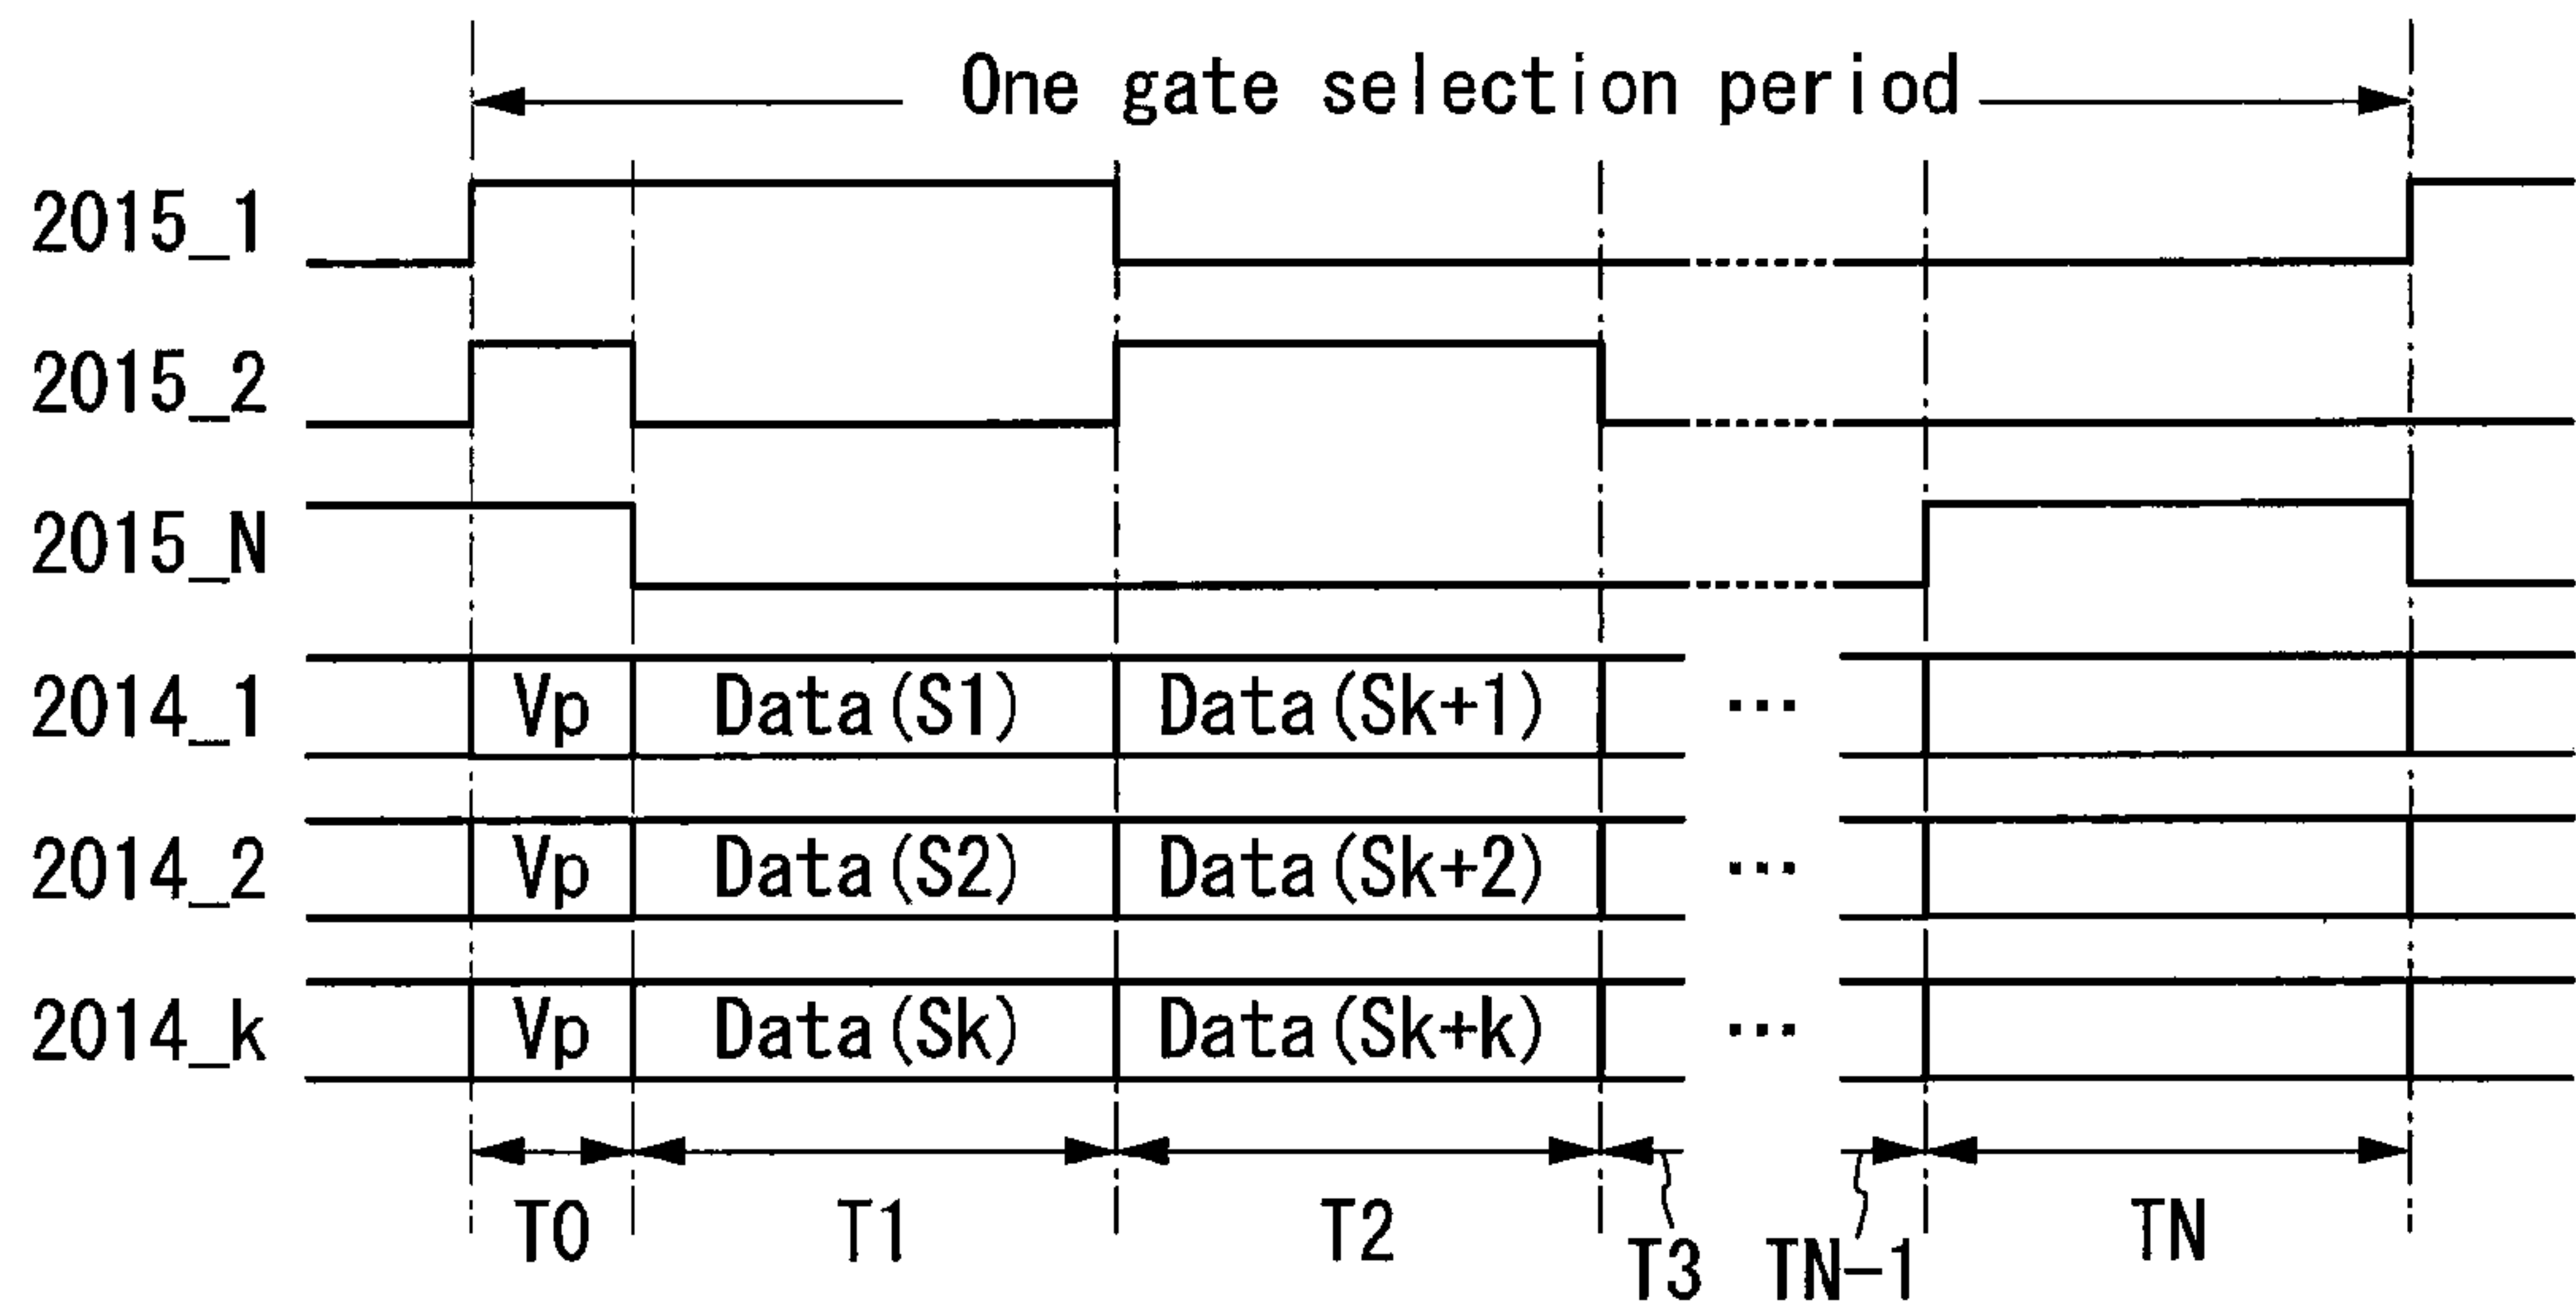 One gate selection period
2015_1
2015_2
2015_N
2014_1 Vp Data(S1) Data(Sk+1) ...
2014_2 Vp Data(S2) Data(Sk+2) ...
2014_k Vp Data(Sk) Data(Sk+k) ...
T0 T1 T2 T3 TN-1 TN